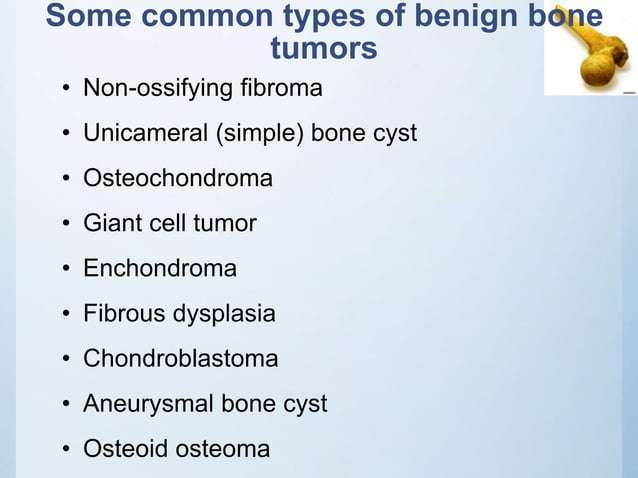 Some common types of benign bone
tumors
• Non-ossifying fibroma
• Unicameral (simple) bone cyst
• Osteochondroma
• Giant cell tumor
• Enchondroma
• Fibrous dysplasia
• Chondroblastoma
• Aneurysmal bone cyst
• Osteoid osteoma